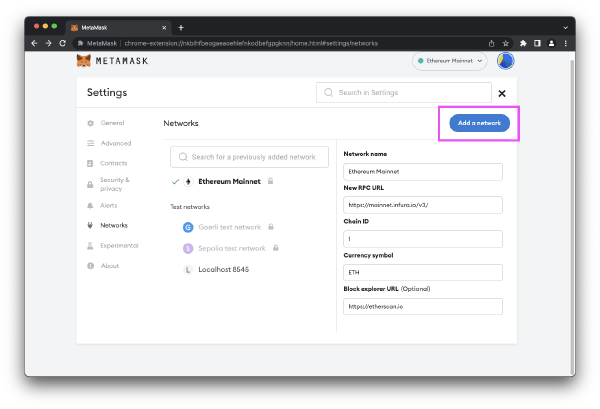 MetaMask
MetaMask | chrome-extension://nkbihfbeogaeaoehlefnkodbefgpgknn/home.html#settings/networks
METAMASK
Ethereum Mainnet
Settings
Search in Settings
General
Advanced
Contacts
Security & privacy
Alerts
Networks
Experimental
About
Networks
Add a network
Search for a previously added network
Ethereum Mainnet
Test networks
G Goerli test network
S Sepolia test network
L Localhost 8545
Network name
Ethereum Mainnet
New RPC URL
https://mainnet.infura.io/v3/
Chain ID
1
Currency symbol
ETH
Block explorer URL (Optional)
https://etherscan.io